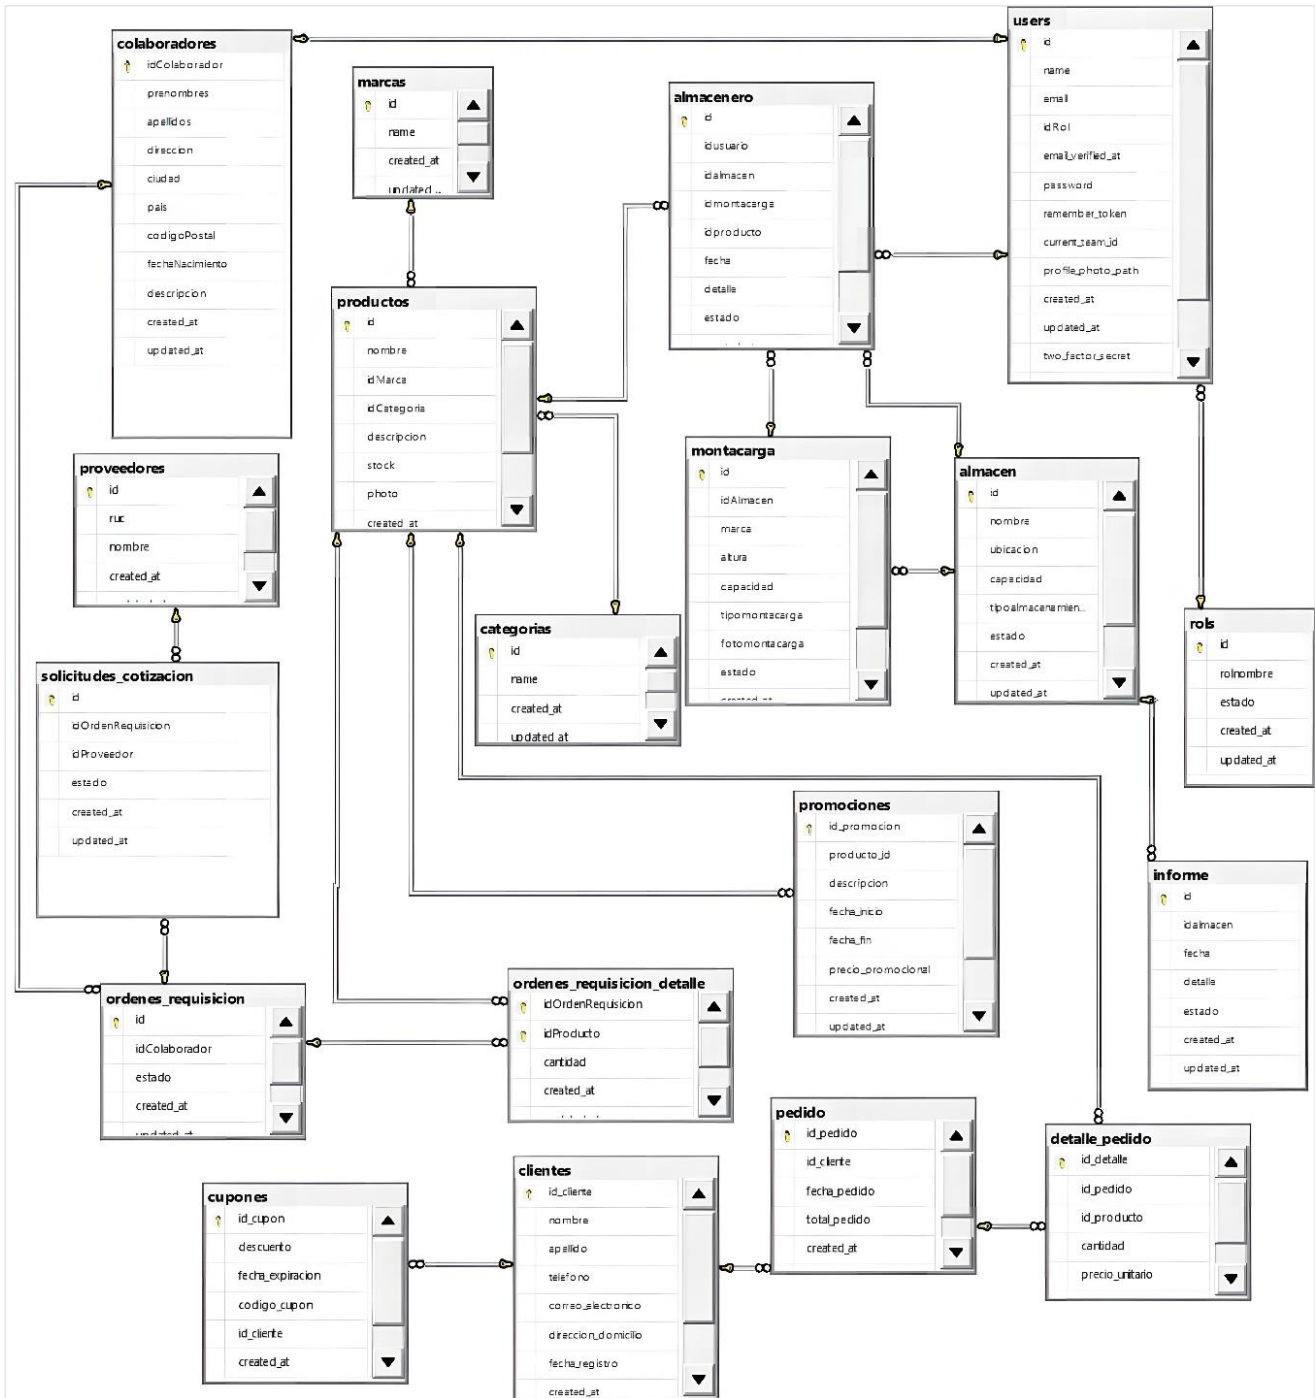 colaboradores
idColaborador
prenombres
apellidos
direccion
ciudad
pais
codigoPostal
fechaNacimiento
descripcion
created_at
updated_at
marcas
id
name
created_at
updated ..
almacenero
id
idusuario
idalmacen
idmontacarga
idproducto
fecha
detalle
estado
users
id
name
email
idRol
email_verified_at
password
remember_token
current_team_id
profile_photo_path
created_at
updated_at
two_factor_secret
productos
id
nombre
idMarca
idCategoria
descripcion
stock
photo
created_at
proveedores
id
ruc
nombre
created_at
montacarga
id
idAlmacen
marca
altura
capacidad
tipomontacarga
fotomontacarga
estado
created_at
almacen
id
nombre
ubicacion
capacidad
tipoalmacenamien...
estado
created_at
updated_at
categorias
id
name
created_at
updated_at
rols
id
rolnombre
estado
created_at
updated_at
solicitudes_cotizacion
id
idOrdenRequisicion
idProveedor
estado
created_at
updated_at
promociones
id_promocion
producto_id
descripcion
fecha_inicio
fecha_fin
precio_promocional
created_at
updated_at
informe
id
idalmacen
fecha
detalle
estado
created_at
updated_at
ordenes_requisicion
id
idColaborador
estado
created_at
updated_at
ordenes_requisicion_detalle
idOrdenRequisicion
idProducto
cantidad
created_at
pedido
id_pedido
id_cliente
fecha_pedido
total_pedido
created_at
detalle_pedido
id_detalle
id_pedido
id_producto
cantidad
precio_unitario
cupones
id_cupon
descuento
fecha_expiracion
codigo_cupon
id_cliente
created_at
clientes
id_cliente
nombre
apellido
telefono
correo_electronico
direccion_domicilio
fecha_registro
created_at